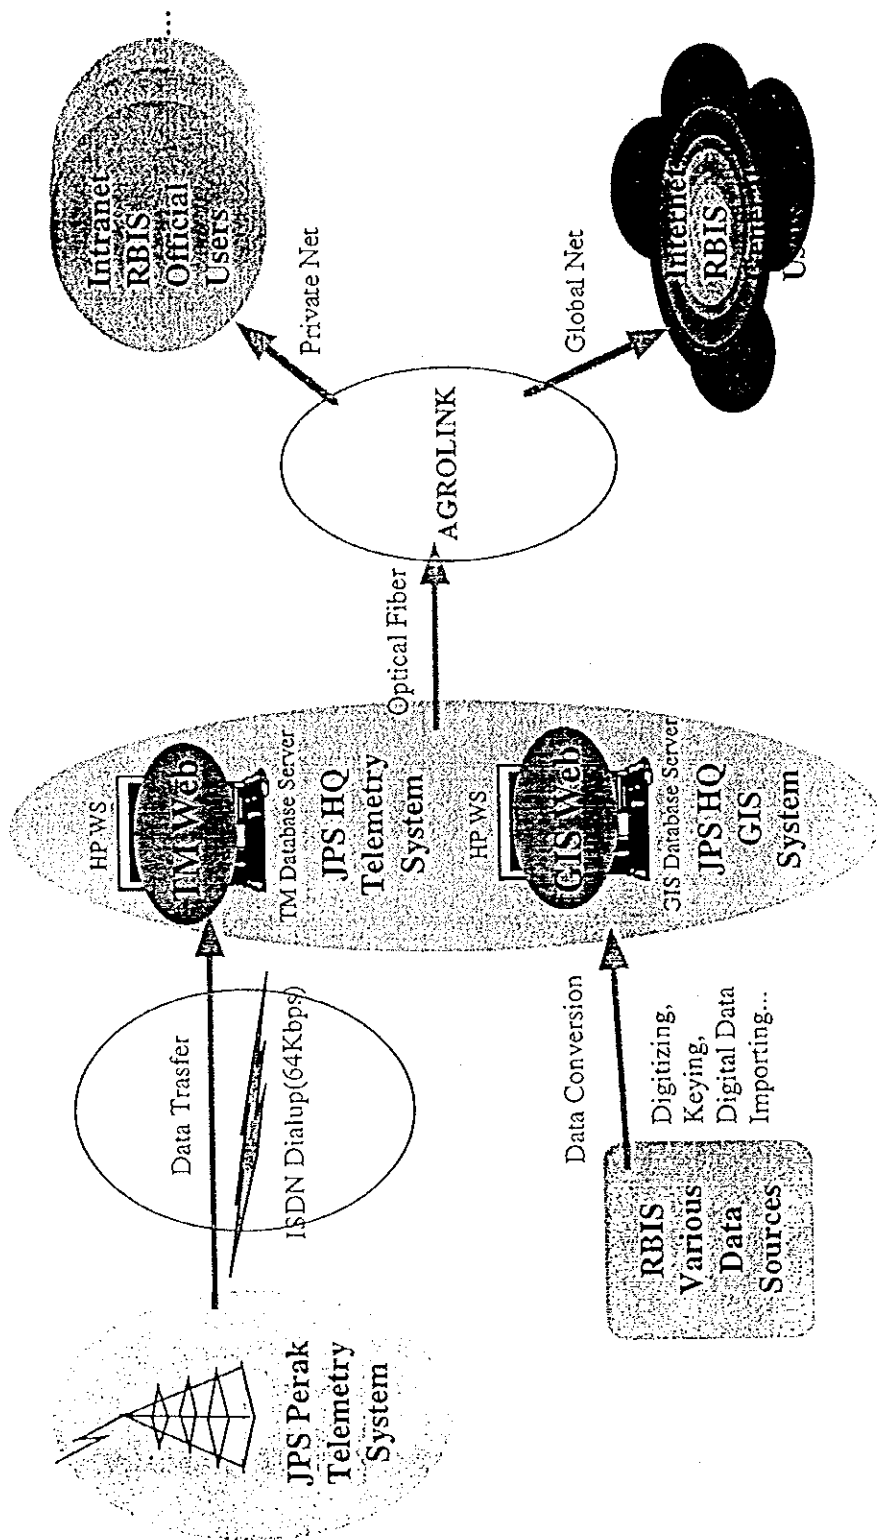 JPS Perak
Telemetry
System
Data Trasfer
ISDN Dialup(64Kbps)
RBIS
Various
Data
Sources
Data Conversion
Digitizing,
Keying,
Digital Data
Importing...
HP WS
TM Web
TM Database Server
JPS HQ
Telemetry
System
HP WS
GIS Web
GIS Database Server
JPS HQ
GIS
System
Optical Fiber
AGROLINK
Private Net
Global Net
Intranet
RBIS
Official
Users
...
Internet
RBIS
General
Users